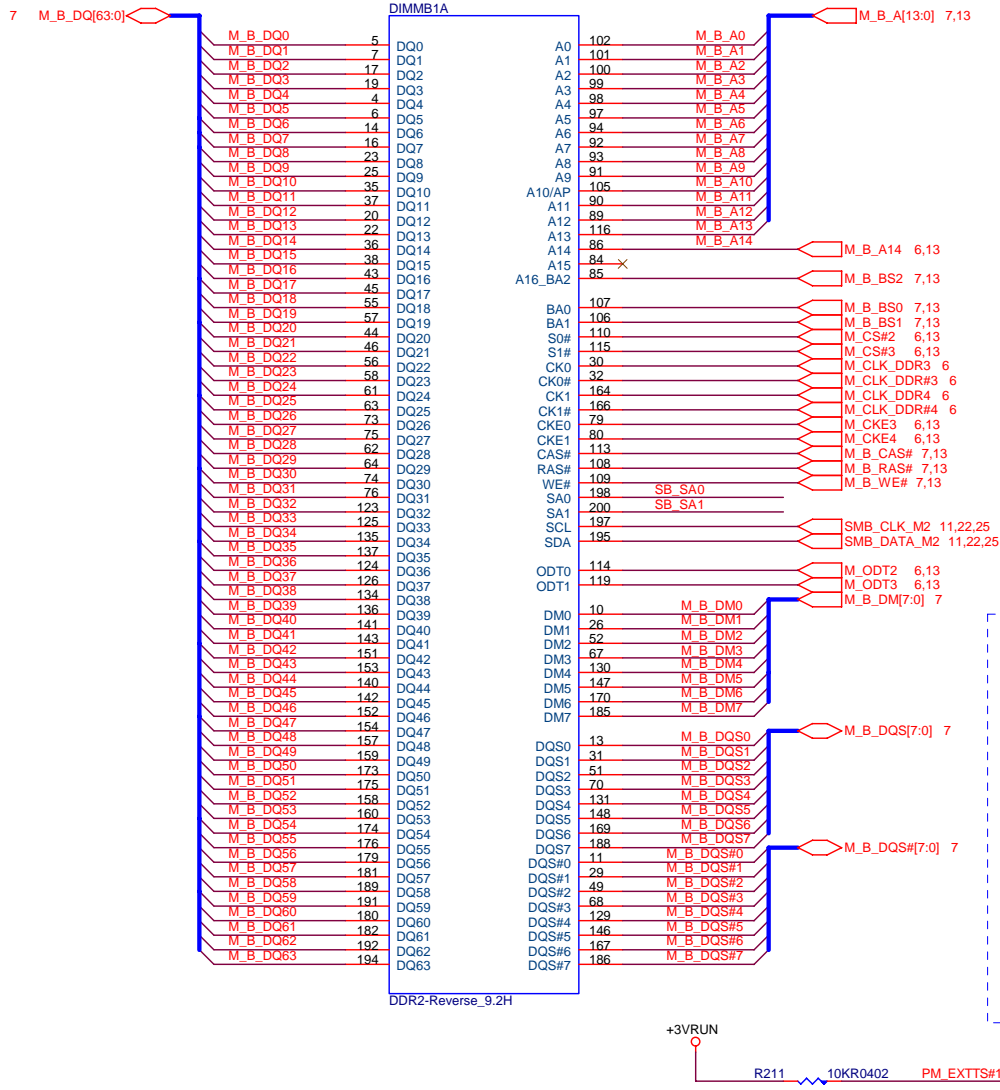 7 M_B_DQ[63:0] DIMMB1A M_B_A[13:0] 7,13
M_B_DQ0 5 DQ0 A0 102 M_B_A0
M_B_DQ1 7 DQ1 A1 101 M_B_A1
M_B_DQ2 17 DQ2 A2 100 M_B_A2
M_B_DQ3 19 DQ3 A3 99 M_B_A3
M_B_DQ4 4 DQ4 A4 98 M_B_A4
M_B_DQ5 6 DQ5 A5 97 M_B_A5
M_B_DQ6 14 DQ6 A6 94 M_B_A6
M_B_DQ7 16 DQ7 A7 92 M_B_A7
M_B_DQ8 23 DQ8 A8 93 M_B_A8
M_B_DQ9 25 DQ9 A9 91 M_B_A9
M_B_DQ10 35 DQ10 A10/AP 105 M_B_A10
M_B_DQ11 37 DQ11 A11 90 M_B_A11
M_B_DQ12 20 DQ12 A12 89 M_B_A12
M_B_DQ13 22 DQ13 A13 116 M_B_A13
M_B_DQ14 36 DQ14 A14 86 M_B_A14 M_B_A14 6,13
M_B_DQ15 38 DQ15 A15 84
M_B_DQ16 43 DQ16 A16_BA2 85 M_B_BS2 7,13
M_B_DQ17 45 DQ17
M_B_DQ18 55 DQ18 BA0 107 M_B_BS0 7,13
M_B_DQ19 57 DQ19 BA1 106 M_B_BS1 7,13
M_B_DQ20 44 DQ20 S0# 110 M_CS#2 6,13
M_B_DQ21 46 DQ21 S1# 115 M_CS#3 6,13
M_B_DQ22 56 DQ22 CK0 30 M_CLK_DDR3 6
M_B_DQ23 58 DQ23 CK0# 32 M_CLK_DDR#3 6
M_B_DQ24 61 DQ24 CK1 164 M_CLK_DDR4 6
M_B_DQ25 63 DQ25 CK1# 166 M_CLK_DDR#4 6
M_B_DQ26 73 DQ26 CKE0 79 M_CKE3 6,13
M_B_DQ27 75 DQ27 CKE1 80 M_CKE4 6,13
M_B_DQ28 62 DQ28 CAS# 113 M_B_CAS# 7,13
M_B_DQ29 64 DQ29 RAS# 108 M_B_RAS# 7,13
M_B_DQ30 74 DQ30 WE# 109 M_B_WE# 7,13
M_B_DQ31 76 DQ31 SA0 198 SB_SA0
M_B_DQ32 123 DQ32 SA1 200 SB_SA1
M_B_DQ33 125 DQ33 SCL 197 SMB_CLK_M2 11,22,25
M_B_DQ34 135 DQ34 SDA 195 SMB_DATA_M2 11,22,25
M_B_DQ35 137 DQ35
M_B_DQ36 124 DQ36 ODT0 114 M_ODT2 6,13
M_B_DQ37 126 DQ37 ODT1 119 M_ODT3 6,13
M_B_DQ38 134 DQ38 M_B_DM[7:0] 7
M_B_DQ39 136 DQ39 DM0 10 M_B_DM0
M_B_DQ40 141 DQ40 DM1 26 M_B_DM1
M_B_DQ41 143 DQ41 DM2 52 M_B_DM2
M_B_DQ42 151 DQ42 DM3 67 M_B_DM3
M_B_DQ43 153 DQ43 DM4 130 M_B_DM4
M_B_DQ44 140 DQ44 DM5 147 M_B_DM5
M_B_DQ45 142 DQ45 DM6 170 M_B_DM6
M_B_DQ46 152 DQ46 DM7 185 M_B_DM7
M_B_DQ47 154 DQ47 M_B_DQS[7:0] 7
M_B_DQ48 157 DQ48 DQS0 13 M_B_DQS0
M_B_DQ49 159 DQ49 DQS1 31 M_B_DQS1
M_B_DQ50 173 DQ50 DQS2 51 M_B_DQS2
M_B_DQ51 175 DQ51 DQS3 70 M_B_DQS3
M_B_DQ52 158 DQ52 DQS4 131 M_B_DQS4
M_B_DQ53 160 DQ53 DQS5 148 M_B_DQS5
M_B_DQ54 174 DQ54 DQS6 169 M_B_DQS6
M_B_DQ55 176 DQ55 DQS7 188 M_B_DQS7 M_B_DQS#[7:0] 7
M_B_DQ56 179 DQ56 DQS#0 11 M_B_DQS#0
M_B_DQ57 181 DQ57 DQS#1 29 M_B_DQS#1
M_B_DQ58 189 DQ58 DQS#2 49 M_B_DQS#2
M_B_DQ59 191 DQ59 DQS#3 68 M_B_DQS#3
M_B_DQ60 180 DQ60 DQS#4 129 M_B_DQS#4
M_B_DQ61 182 DQ61 DQS#5 146 M_B_DQS#5
M_B_DQ62 192 DQ62 DQS#6 167 M_B_DQS#6
M_B_DQ63 194 DQ63 DQS#7 186 M_B_DQS#7
DDR2-Reverse_9.2H
+3VRUN
R211 10KR0402 PM_EXTTS#1